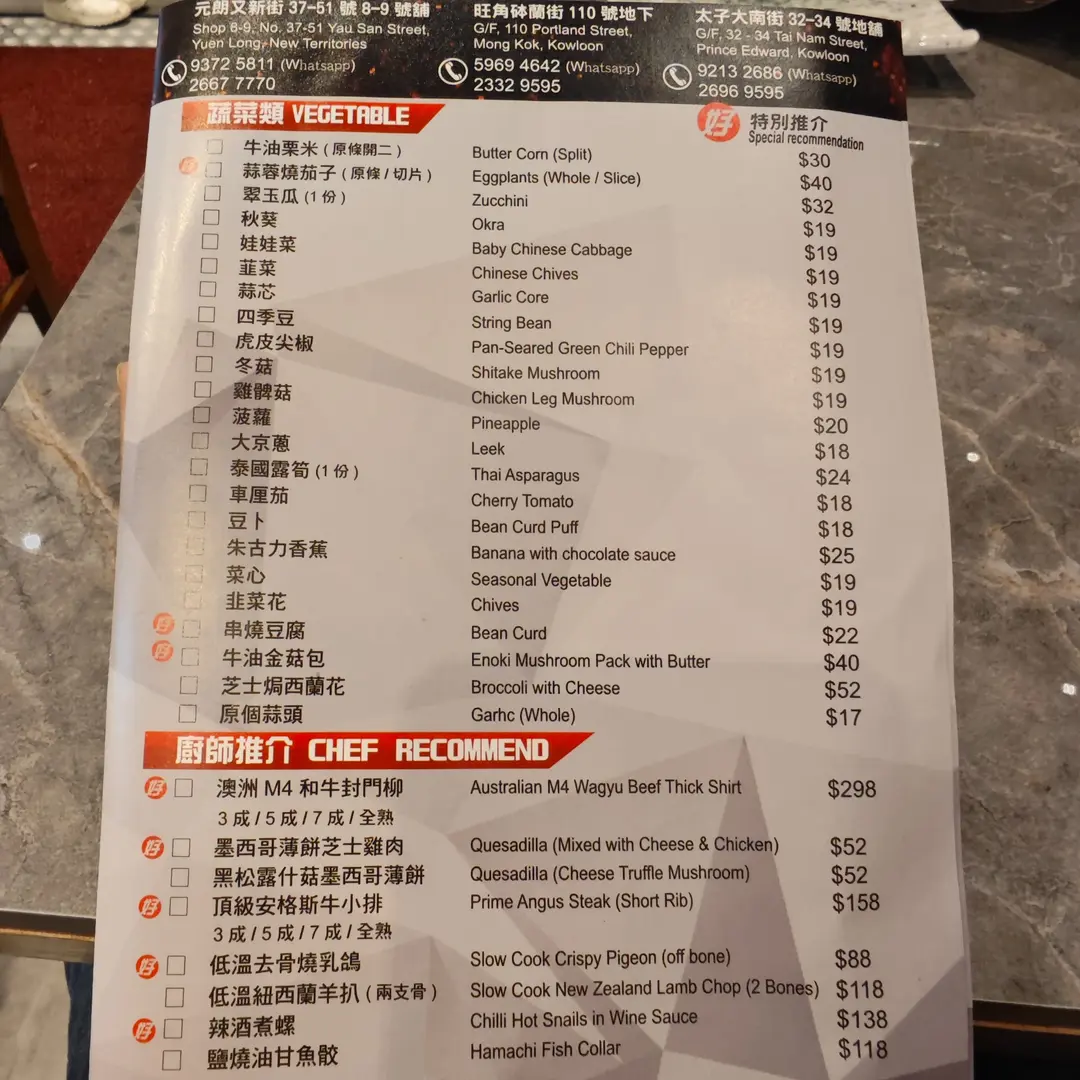 元朗又新街 37-51 號 8-9 號舖
Shop 8-9, No. 37-51 Yau San Street,
Yuen Long, New Territories
9372 5811 (Whatsapp)
2667 7770
旺角砵蘭街 110 號地下
G/F, 110 Portland Street,
Mong Kok, Kowloon
5969 4642 (Whatsapp)
2332 9595
太子大南街 32-34 號地舖
G/F, 32 - 34 Tai Nam Street,
Prince Edward, Kowloon
9213 2686 (Whatsapp)
2696 9595
蔬菜類 VEGETABLE
好 特別推介
Special recommendation
牛油栗米 (原條開二) Butter Corn (Split) $30
好 蒜蓉燒茄子 (原條 / 切片) Eggplants (Whole / Slice) $40
翠玉瓜 (1 份) Zucchini $32
秋葵 Okra $19
娃娃菜 Baby Chinese Cabbage $19
韮菜 Chinese Chives $19
蒜芯 Garlic Core $19
四季豆 String Bean $19
虎皮尖椒 Pan-Seared Green Chili Pepper $19
冬菇 Shitake Mushroom $19
雞髀菇 Chicken Leg Mushroom $19
菠蘿 Pineapple $20
大京蔥 Leek $18
泰國露筍 (1 份) Thai Asparagus $24
車厘茄 Cherry Tomato $18
豆卜 Bean Curd Puff $18
朱古力香蕉 Banana with chocolate sauce $25
菜心 Seasonal Vegetable $19
韭菜花 Chives $19
好 串燒豆腐 Bean Curd $22
好 牛油金菇包 Enoki Mushroom Pack with Butter $40
芝士焗西蘭花 Broccoli with Cheese $52
原個蒜頭 Garhc (Whole) $17
廚師推介 CHEF RECOMMEND
好 澳洲 M4 和牛封門柳 Australian M4 Wagyu Beef Thick Shirt $298
3 成 / 5 成 / 7 成 / 全熟
好 墨西哥薄餅芝士雞肉 Quesadilla (Mixed with Cheese & Chicken) $52
黑松露什菇墨西哥薄餅 Quesadilla (Cheese Truffle Mushroom) $52
好 頂級安格斯牛小排 Prime Angus Steak (Short Rib) $158
3 成 / 5 成 / 7 成 / 全熟
好 低溫去骨燒乳鴿 Slow Cook Crispy Pigeon (off bone) $88
低溫紐西蘭羊扒 (兩支骨) Slow Cook New Zealand Lamb Chop (2 Bones) $118
好 辣酒煮螺 Chilli Hot Snails in Wine Sauce $138
鹽燒油甘魚骹 Hamachi Fish Collar $118